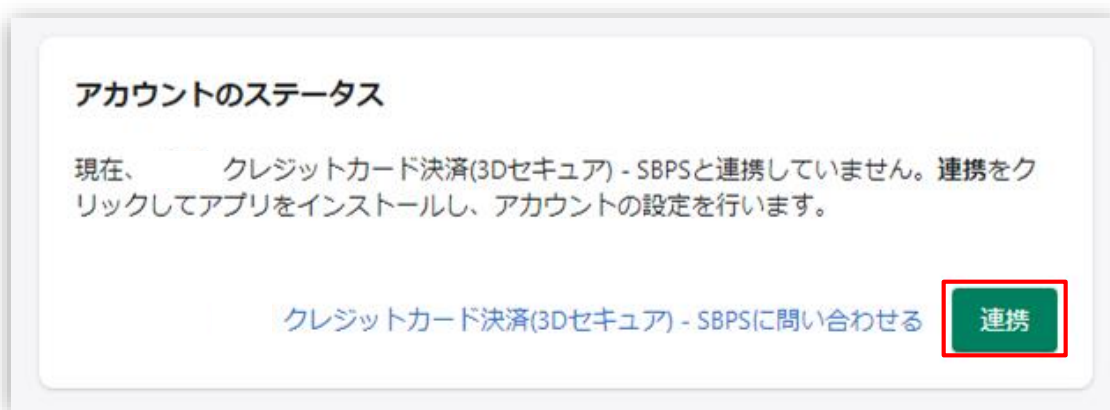 アカウントのステータス
現在、 クレジットカード決済(3Dセキュア) - SBPSと連携していません。連携をク
リックしてアプリをインストールし、アカウントの設定を行います。
クレジットカード決済(3Dセキュア) - SBPSに問い合わせる 連携